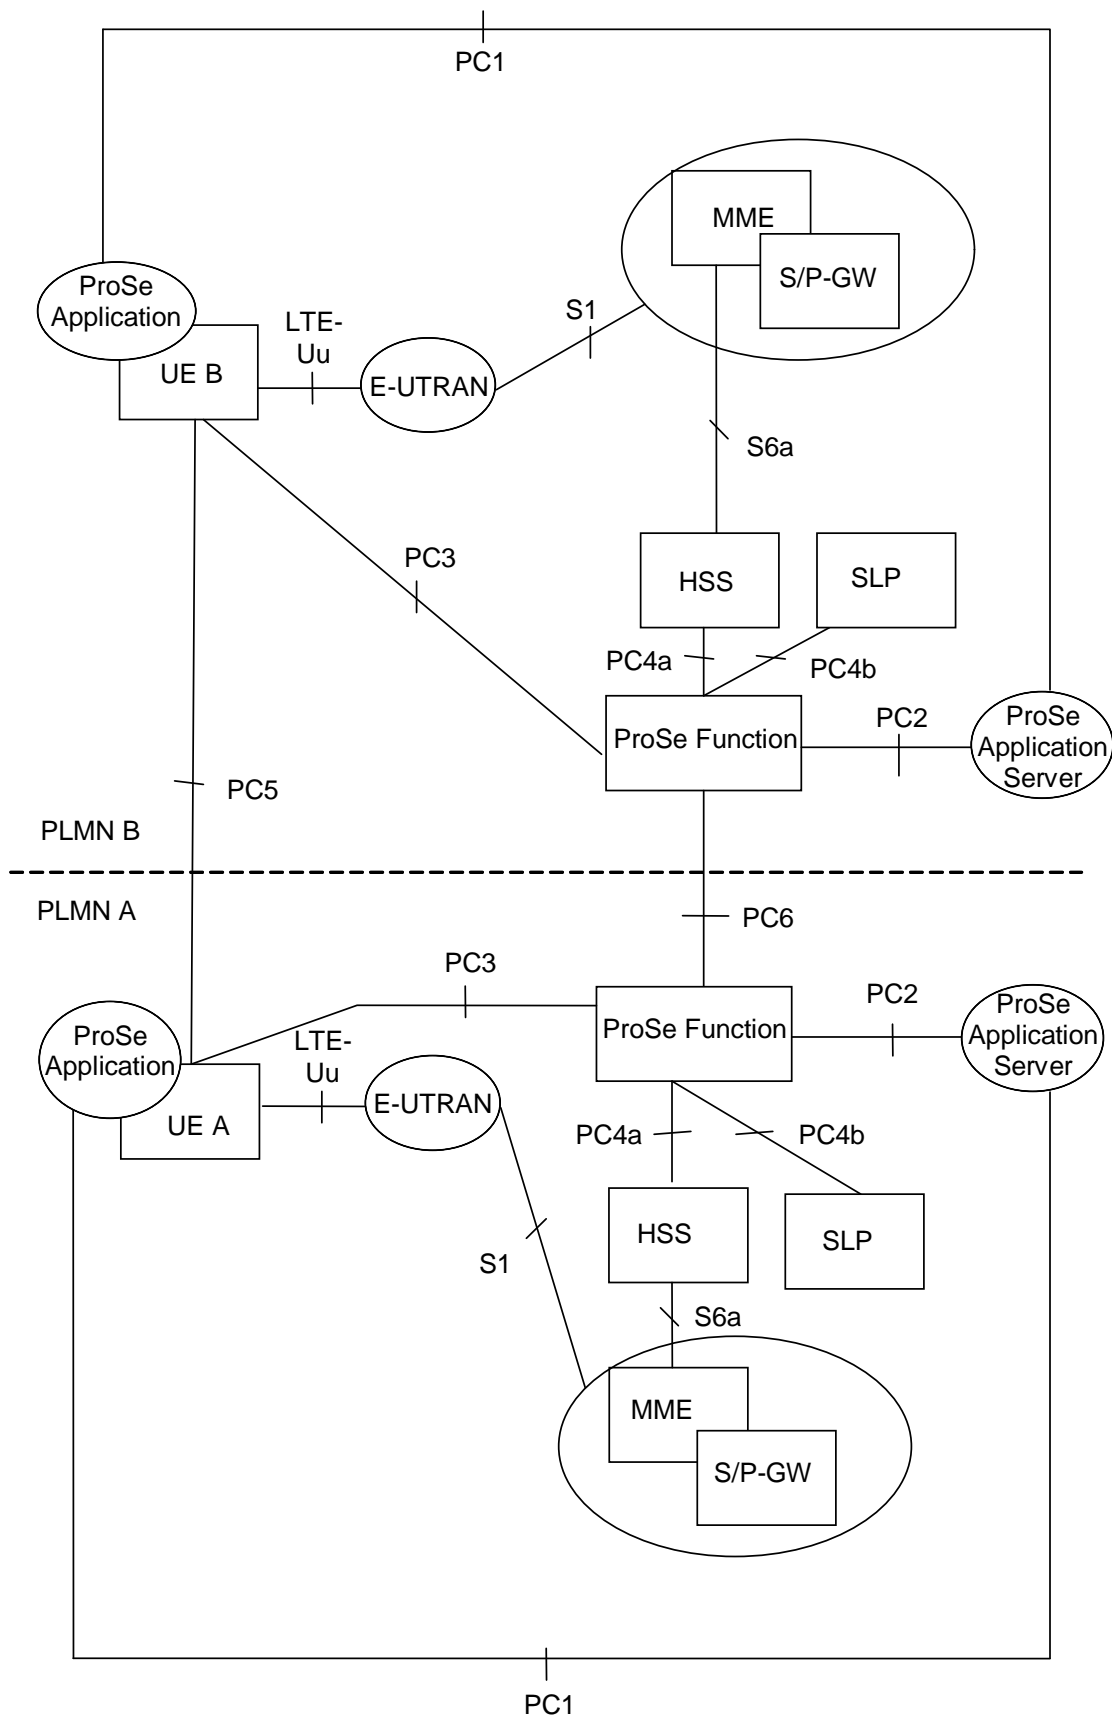 PC1
MME
S/P-GW
ProSe
Application
UE B
LTE-
Uu
E-UTRAN
S1
S6a
PC3
HSS
SLP
PC4a
PC4b
ProSe Function
PC2
ProSe
Application
Server
PC5
PLMN B
PLMN A
PC6
PC3
ProSe
Application
UE A
LTE-
Uu
E-UTRAN
ProSe Function
PC2
ProSe
Application
Server
PC4a
PC4b
HSS
SLP
S1
S6a
MME
S/P-GW
PC1